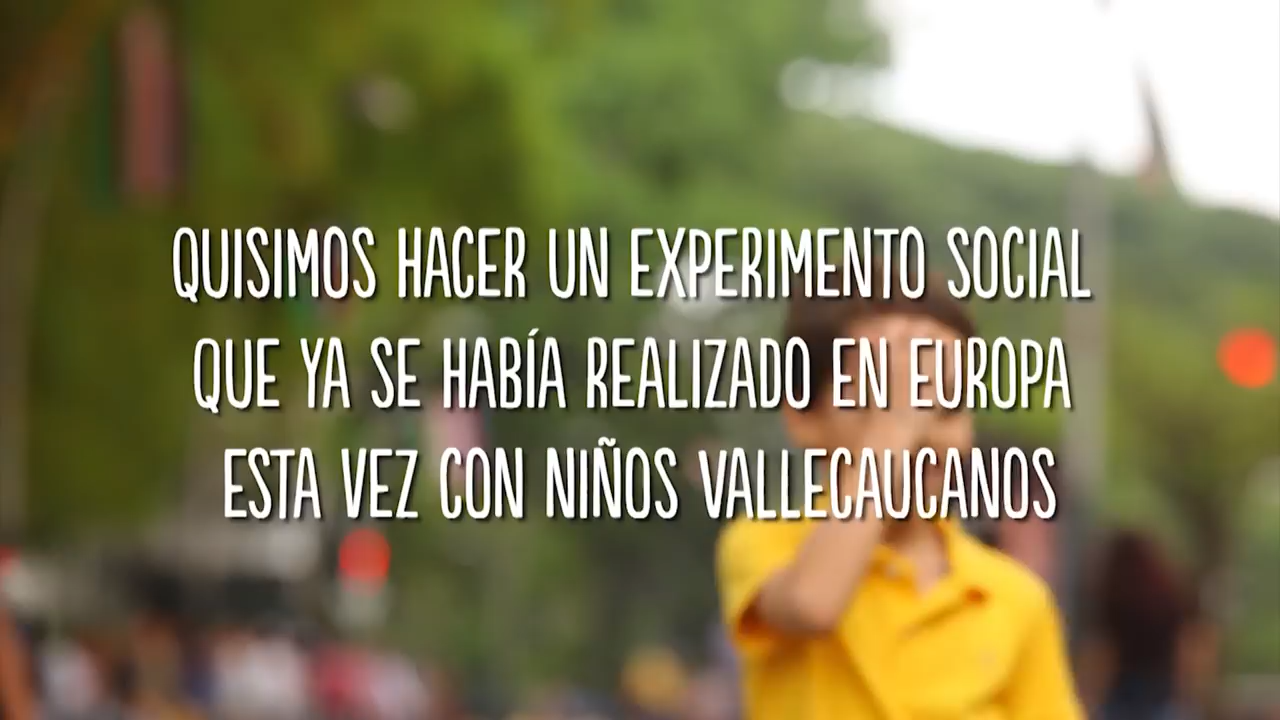 QUISIMOS HACER UN EXPERIMENTO SOCIAL
QUE YA SE HABÍA REALIZADO EN EUROPA
ESTA VEZ CON NIÑOS VALLECAUCANOS